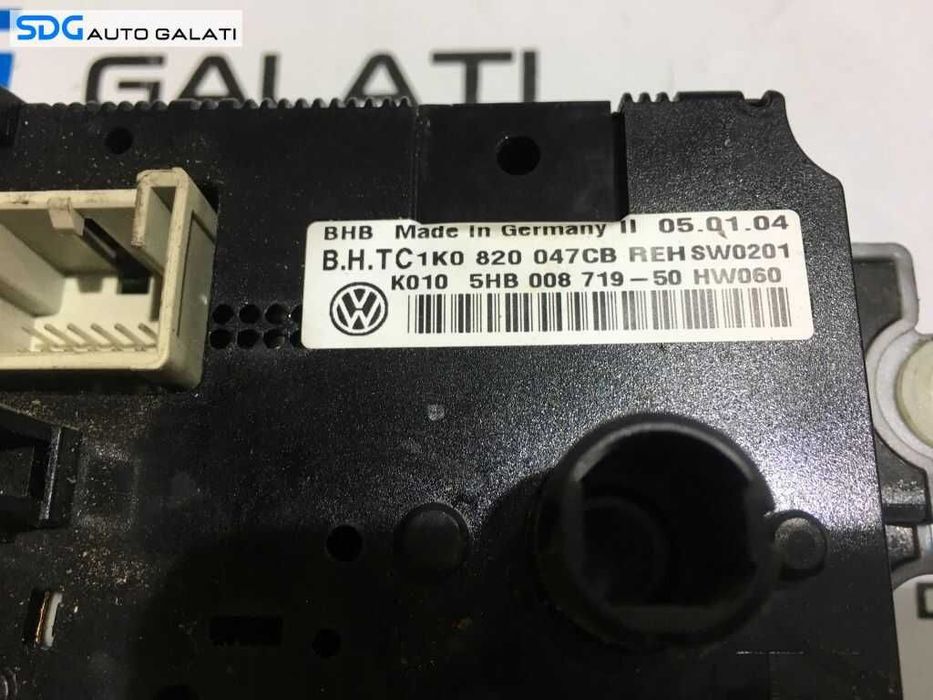 SDG AUTO GALATI
GALATI
BHB Made In Germany II 05.01.04
B.H.TC 1K0 820 047CB REH SW0201
K010 5HB 008 719-50 HW060